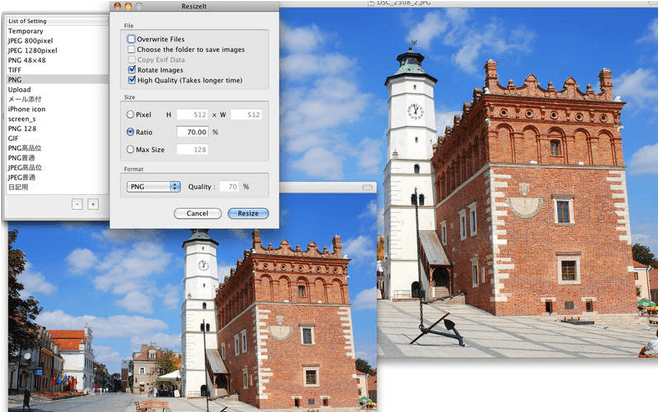 DSC_2308_2.JPG
List of Setting
Temporary
JPEG 800pixel
JPEG 1280pixel
PNG 48×48
TIFF
PNG
Upload
メール添付
iPhone icon
screen_s
PNG 128
GIF
PNG高品位
PNG普通
JPEG高品位
JPEG普通
日記用
- +
ResizeIt
File
Overwrite Files
Choose the folder to save images
Copy Exif Data
Rotate Images
High Quality (Takes longer time)
Size
Pixel H 512 × W 512
Ratio 70.00 %
Max Size 128
Format
PNG Quality : 70 %
Cancel Resize